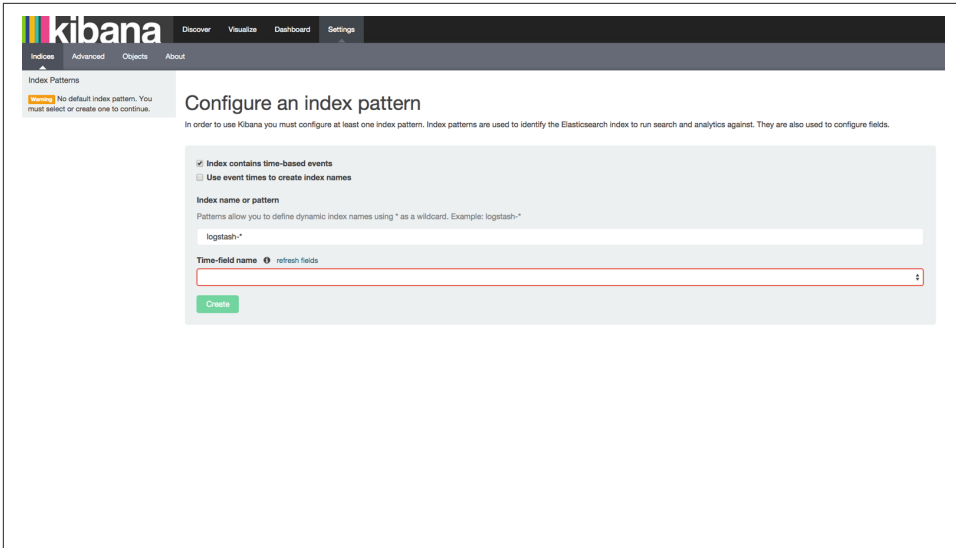 kibana
Discover Visualize Dashboard Settings
Indices Advanced Objects About
Index Patterns
Warning No default index pattern. You
must select or create one to continue.
Configure an index pattern
In order to use Kibana you must configure at least one index pattern. Index patterns are used to identify the Elasticsearch index to run search and analytics against. They are also used to configure fields.
Index contains time-based events
Use event times to create index names
Index name or pattern
Patterns allow you to define dynamic index names using * as a wildcard. Example: logstash-*
logstash-*
Time-field name refresh fields
Create